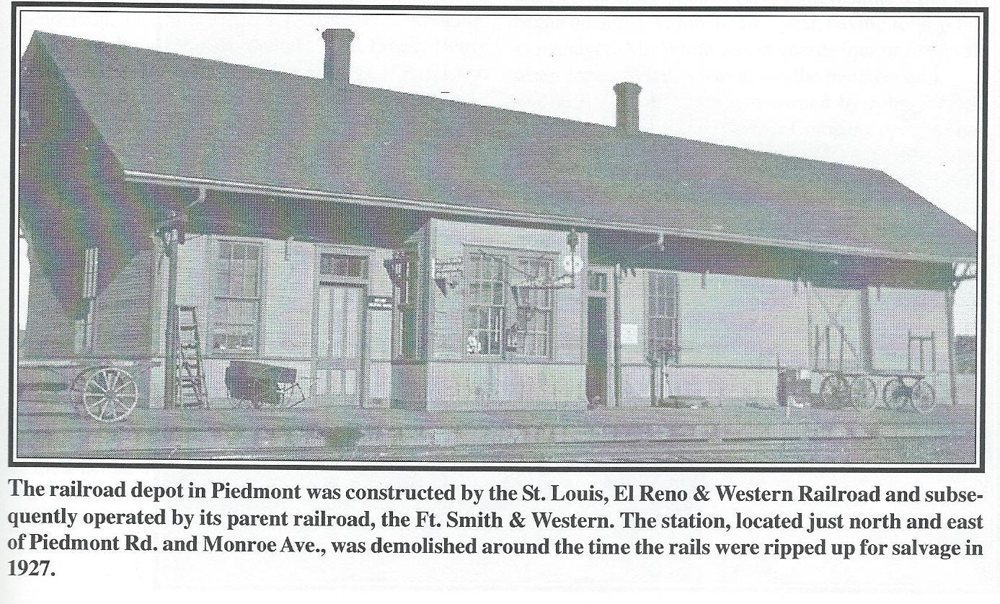 The railroad depot in Piedmont was constructed by the St. Louis, El Reno & Western Railroad and subse-
quently operated by its parent railroad, the Ft. Smith & Western. The station, located just north and east
of Piedmont Rd. and Monroe Ave., was demolished around the time the rails were ripped up for salvage in
1927.